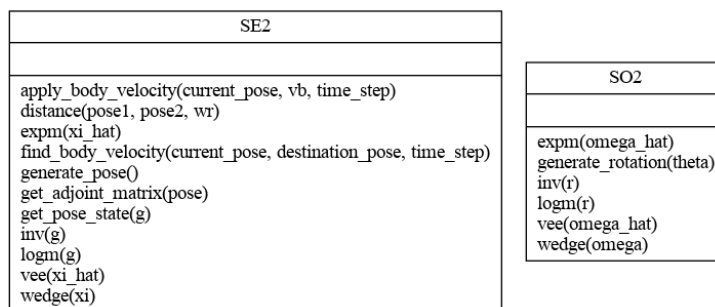 SE2
apply_body_velocity(current_pose, vb, time_step)
distance(pose1, pose2, wr)
expm(xi_hat)
find_body_velocity(current_pose, destination_pose, time_step)
generate_pose()
get_adjoint_matrix(pose)
get_pose_state(g)
inv(g)
logm(g)
vee(xi_hat)
wedge(xi)
SO2
expm(omega_hat)
generate_rotation(theta)
inv(r)
logm(r)
vee(omega_hat)
wedge(omega)